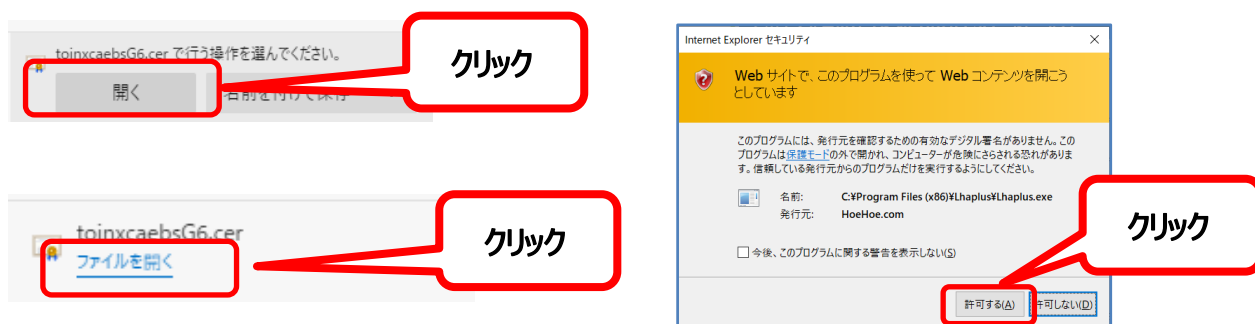 toinxcaebsG6.cer で行う操作を選んでください。
開く
名前を付けて保存
クリック
toinxcaebsG6.cer
ファイルを開く
クリック
Internet Explorer セキュリティ
Web サイトで、このプログラムを使って Web コンテンツを開こう
としています
このプログラムには、発行元を確認するための有効なデジタル署名がありません。この
プログラムは保護モードの外で開かれ、コンピューターが危険にさらされる恐れがありま
す。信頼している発行元からのプログラムだけを実行するようにしてください。
名前: C:¥Program Files (x86)¥Lhaplus¥Lhaplus.exe
発行元: HoeHoe.com
今後、このプログラムに関する警告を表示しない(S)
許可する(A) 許可しない(D)
クリック